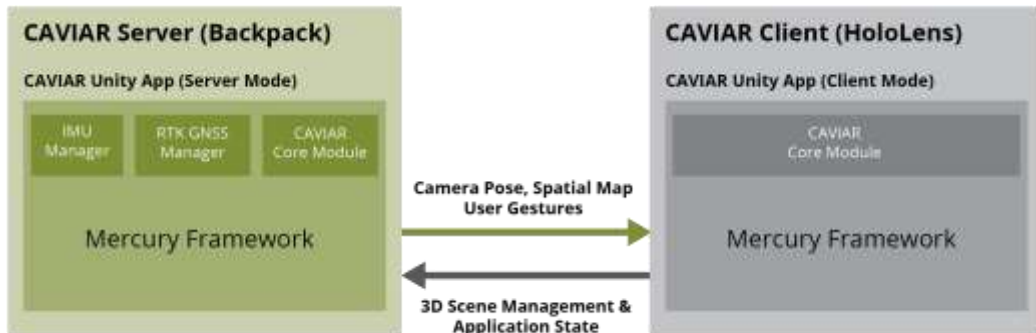 CAVIAR Server (Backpack)
CAVIAR Unity App (Server Mode)
IMU
Manager
RTK GNSS
Manager
CAVIAR
Core Module
Mercury Framework
Camera Pose, Spatial Map
User Gestures
3D Scene Management &
Application State
CAVIAR Client (HoloLens)
CAVIAR Unity App (Client Mode)
CAVIAR
Core Module
Mercury Framework